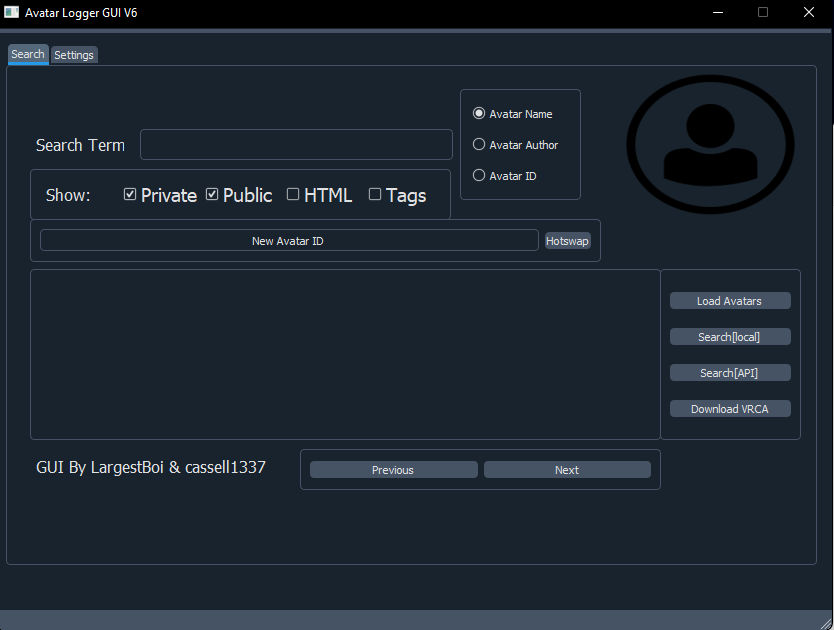 Avatar Logger GUI V6
Search Settings
Avatar Name
Search Term
Avatar Author
Avatar ID
Show: Private Public HTML Tags
New Avatar ID Hotswap
Load Avatars
Search[local]
Search[API]
Download VRCA
GUI By LargestBoi & cassell1337
Previous Next